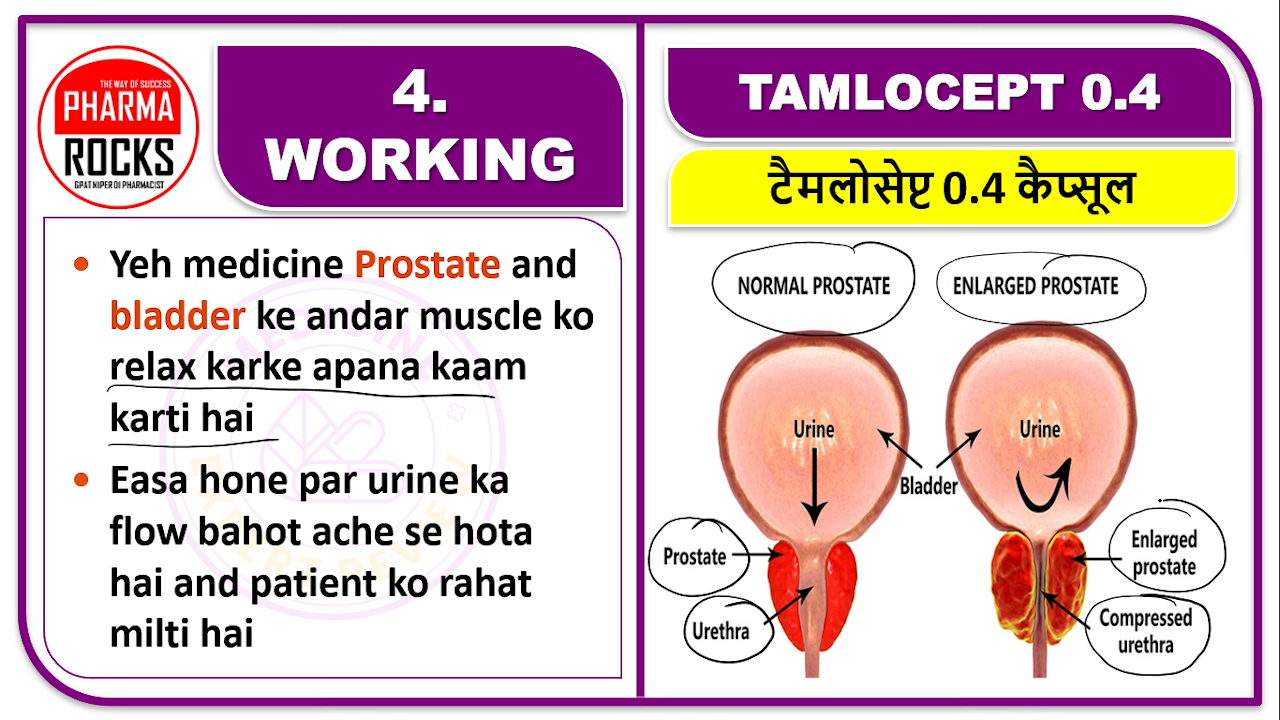 THE WAY OF SUCCESS
PHARMA
ROCKS
GPAT NIPER DI PHARMACIST
4.
WORKING
• Yeh medicine Prostate and
bladder ke andar muscle ko
relax karke apana kaam
karti hai
• Easa hone par urine ka
flow bahot ache se hota
hai and patient ko rahat
milti hai
TAMLOCEPT 0.4
टैमलोसेप्ट 0.4 कैप्सूल
NORMAL PROSTATE
ENLARGED PROSTATE
Urine
Urine
Bladder
Prostate
Urethra
Enlarged
prostate
Compressed
urethra